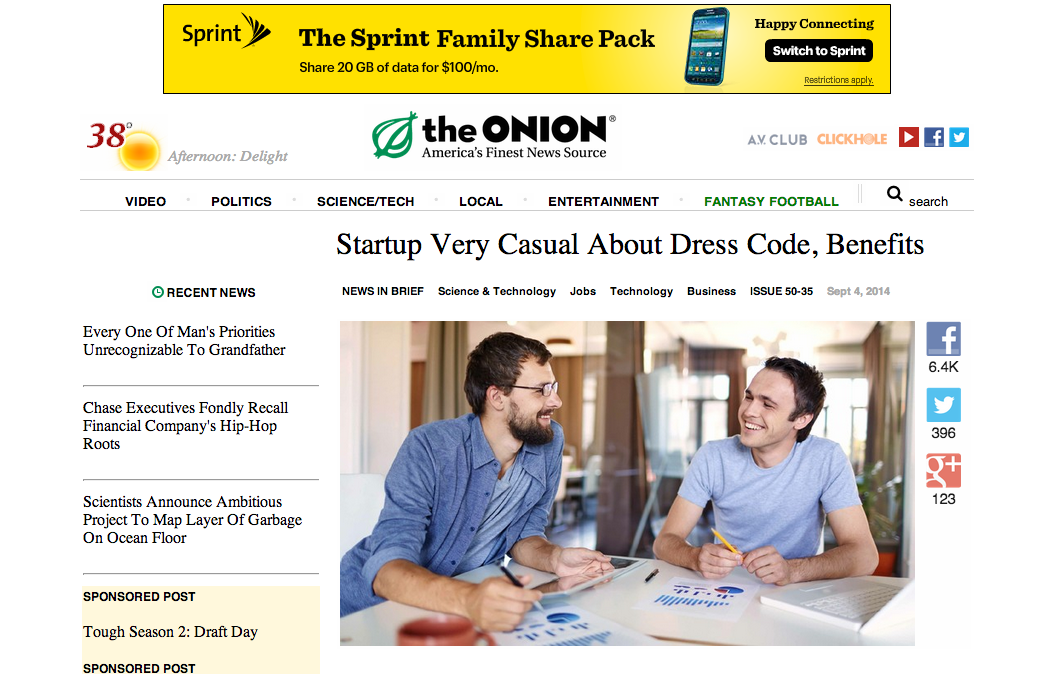 Sprint
The Sprint Family Share Pack
Share 20 GB of data for $100/mo.
Happy Connecting
Switch to Sprint
Restrictions apply.
38°
Afternoon: Delight
the ONION®
America's Finest News Source
A.V. CLUB
CLICKHOLE
VIDEO
POLITICS
SCIENCE/TECH
LOCAL
ENTERTAINMENT
FANTASY FOOTBALL
search
Startup Very Casual About Dress Code, Benefits
NEWS IN BRIEF Science & Technology Jobs Technology Business ISSUE 50-35 Sept 4, 2014
RECENT NEWS
Every One Of Man's Priorities
Unrecognizable To Grandfather
Chase Executives Fondly Recall
Financial Company's Hip-Hop
Roots
Scientists Announce Ambitious
Project To Map Layer Of Garbage
On Ocean Floor
SPONSORED POST
Tough Season 2: Draft Day
SPONSORED POST
f
6.4K
396
g+
123